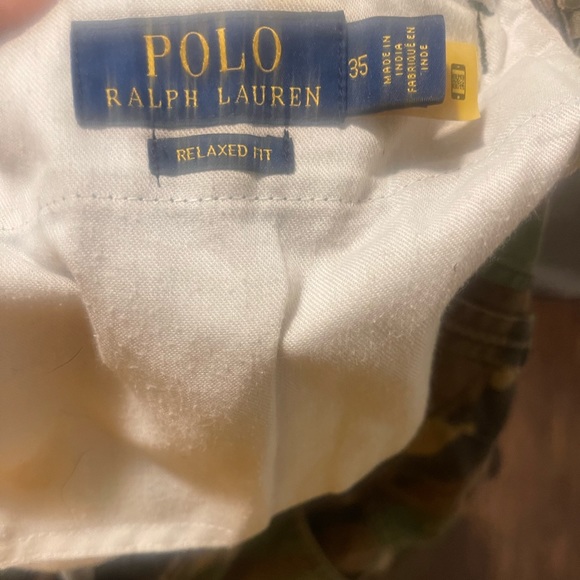 POLO
RALPH LAUREN
35
MADE IN
INDIA
FABRIQUÉ EN
INDE
RELAXED FIT